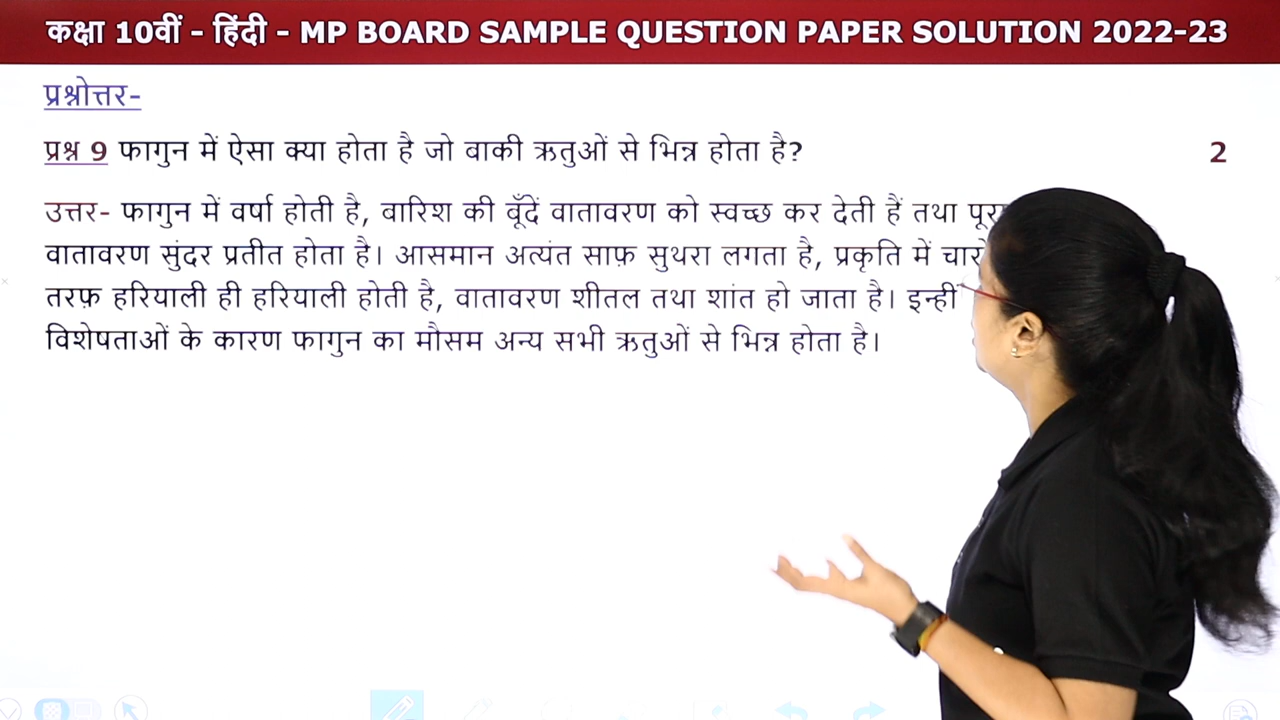 कक्षा 10वीं - हिंदी - MP BOARD SAMPLE QUESTION PAPER SOLUTION 2022-23
प्रश्नोत्तर-
प्रश्न 9 फागुन में ऐसा क्या होता है जो बाकी ऋतुओं से भिन्न होता है? 2
उत्तर- फागुन में वर्षा होती है, बारिश की बूँदें वातावरण को स्वच्छ कर देती हैं तथा
वातावरण सुंदर प्रतीत होता है। आसमान अत्यंत साफ़ सुथरा लगता है, प्रकृति में
तरफ़ हरियाली ही हरियाली होती है, वातावरण शीतल तथा शांत हो जाता है। इन्हीं
विशेषताओं के कारण फागुन का मौसम अन्य सभी ऋतुओं से भिन्न होता है।